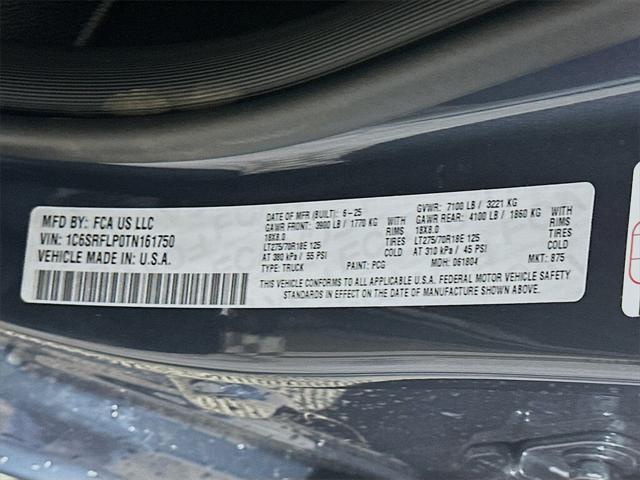 MFD BY: FCA US LLC
VIN: 1C6SRFLP0TN161750
VEHICLE MADE IN U.S.A.
DATE OF MFR (BUILT): 6-25
GVWR: 7100 LB / 3221 KG
GAWR FRONT: 3900 LB / 1770 KG WITH
GAWR REAR: 4100 LB / 1860 KG WITH
18X8.0 RIMS
18X8.0 RIMS
LT275/70R18E 125 TIRES
LT275/70R18E 125 TIRES
AT 380 kPa / 55 PSI COLD
AT 310 kPa / 45 PSI COLD
TYPE: TRUCK PAINT: PCG MDH: 061804 MKT: 875
THIS VEHICLE CONFORMS TO ALL APPLICABLE U.S.A. FEDERAL MOTOR VEHICLE SAFETY
STANDARDS IN EFFECT ON THE DATE OF MANUFACTURE SHOWN ABOVE.